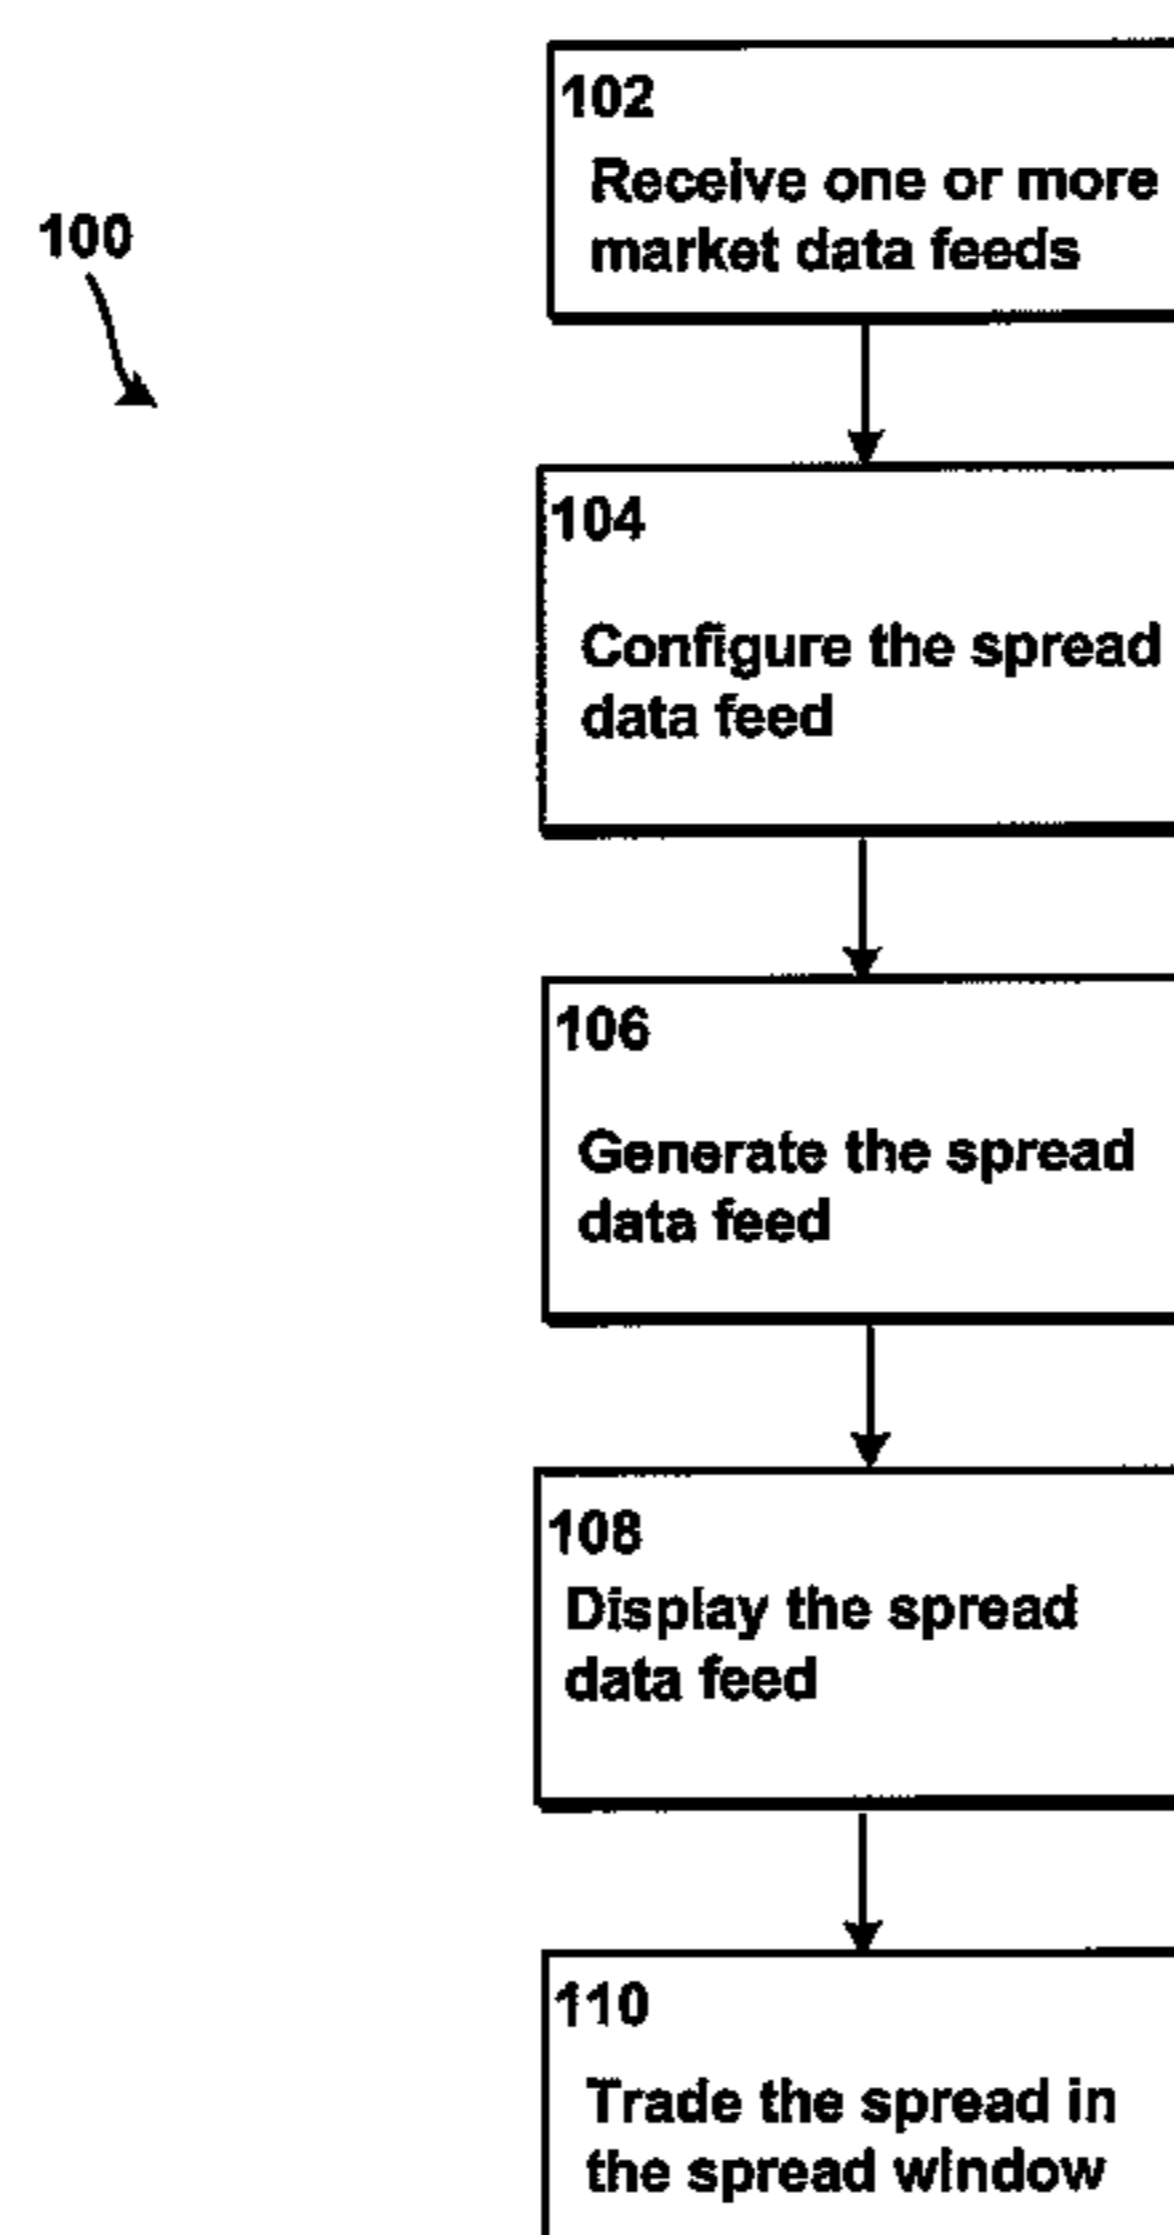 102
Receive one or more
market data feeds
100
104
Configure the spread
data feed
106
Generate the spread
data feed
108
Display the spread
data feed
110
Trade the spread in
the spread window